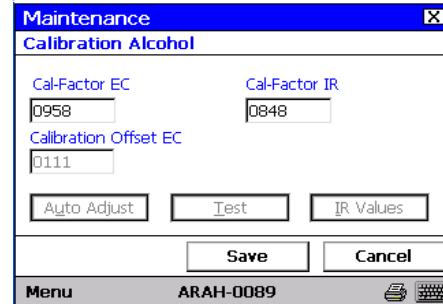 Maintenance X
Calibration Alcohol
Cal-Factor EC Cal-Factor IR
0958 0848
Calibration Offset EC
0111
Auto Adjust Test IR Values
Save Cancel
Menu ARAH-0089